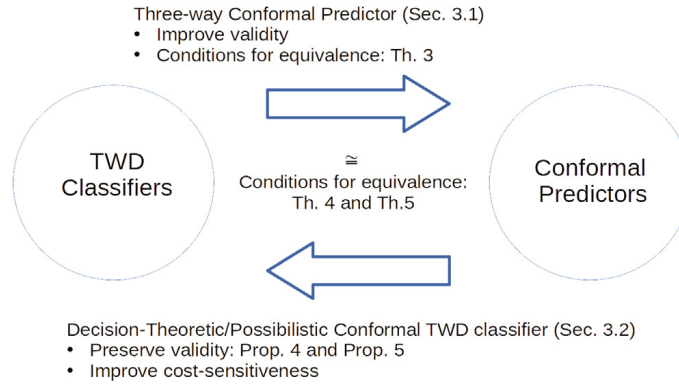 Three-way Conformal Predictor (Sec. 3.1)
• Improve validity
• Conditions for equivalence: Th. 3
TWD
Classifiers
≅
Conditions for equivalence:
Th. 4 and Th.5
Conformal
Predictors
Decision-Theoretic/Possibilistic Conformal TWD classifier (Sec. 3.2)
• Preserve validity: Prop. 4 and Prop. 5
• Improve cost-sensitiveness